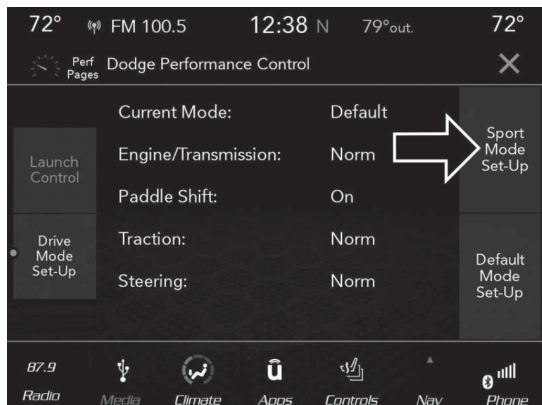 72° FM 100.5 12:38 N 79°out. 72°
Perf Pages Dodge Performance Control
Current Mode: Default
Engine/Transmission: Norm
Paddle Shift: On
Traction: Norm
Steering: Norm
Launch
Control
Drive
Mode
Set-Up
Sport
Mode
Set-Up
Default
Mode
Set-Up
87.9
Radio Media Climate Apps Controls Nav Phone